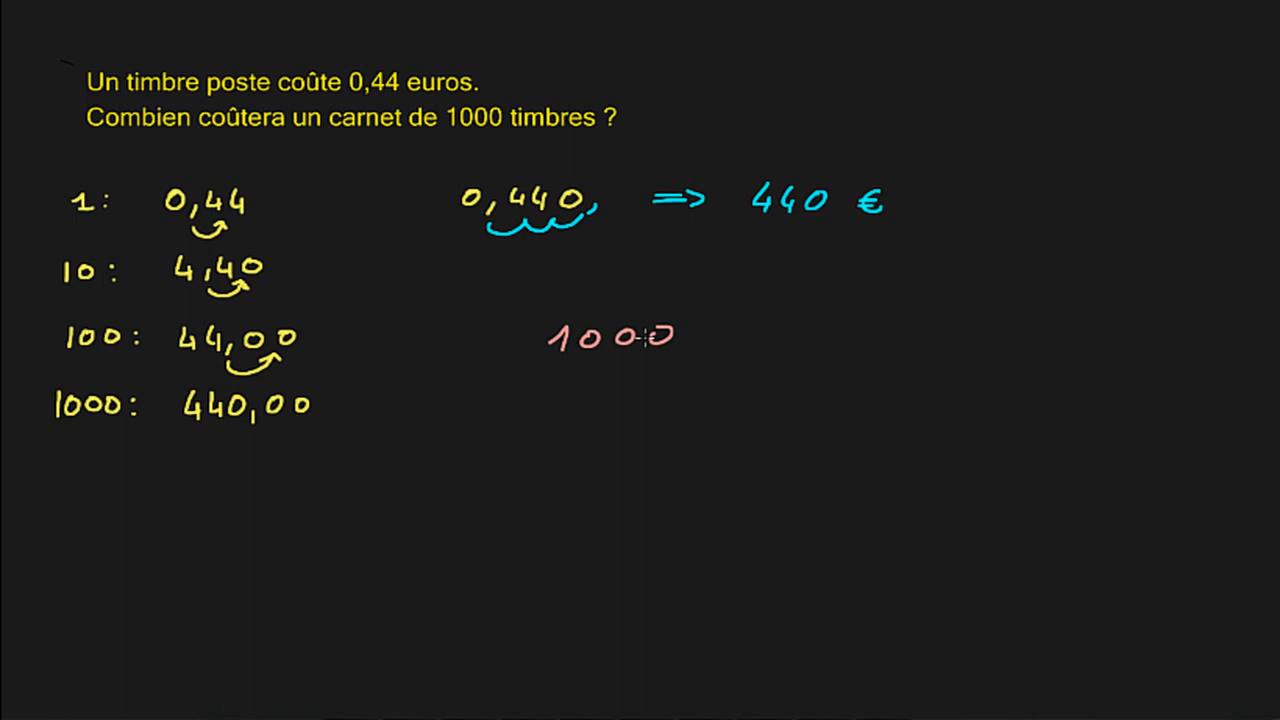 Un timbre poste coûte 0,44 euros.
Combien coûtera un carnet de 1000 timbres ?
1: 0,44
0,440, => 440 €
10: 4,40
100: 44,00
1000
1000: 440,00